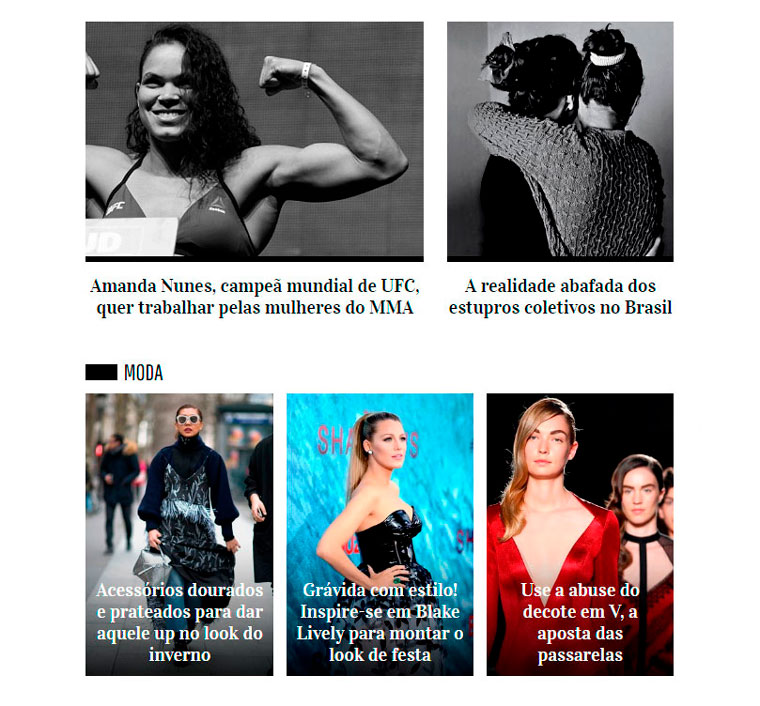 Amanda Nunes, campeã mundial de UFC,
quer trabalhar pelas mulheres do MMA
A realidade abafada dos
estupros coletivos no Brasil
MODA
SHA
S
Acessórios dourados
e prateados para dar
aquele up no look do
inverno
Grávida com estilo!
Inspire-se em Blake
Lively para montar o
look de festa
Use a abuse do
decote em V, a
aposta das
passarelas